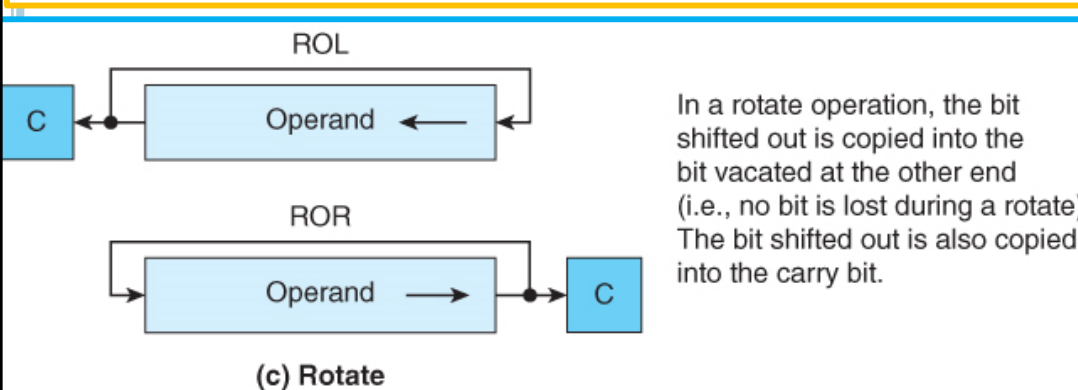 ROL
C
Operand
In a rotate operation, the bit
shifted out is copied into the
bit vacated at the other end
(i.e., no bit is lost during a rotate)
The bit shifted out is also copied
into the carry bit.
ROR
Operand
C
(c) Rotate